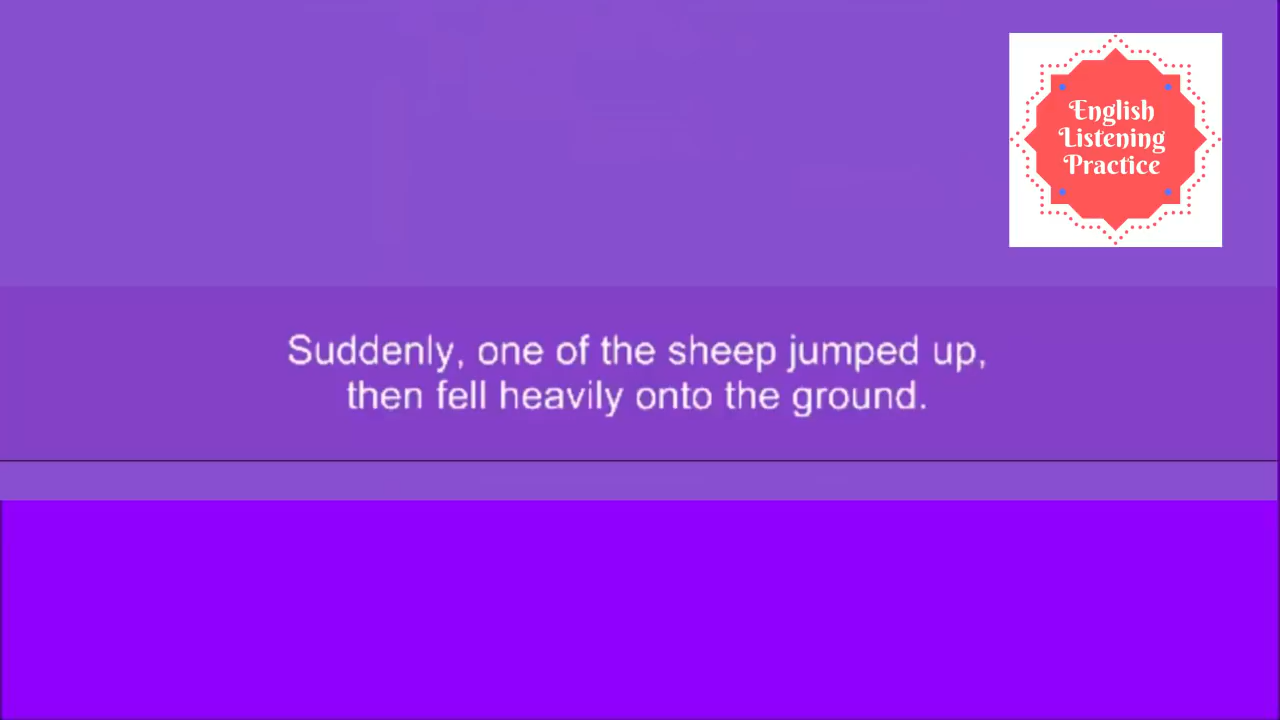 English
Listening
Practice
Suddenly, one of the sheep jumped up,
then fell heavily onto the ground.